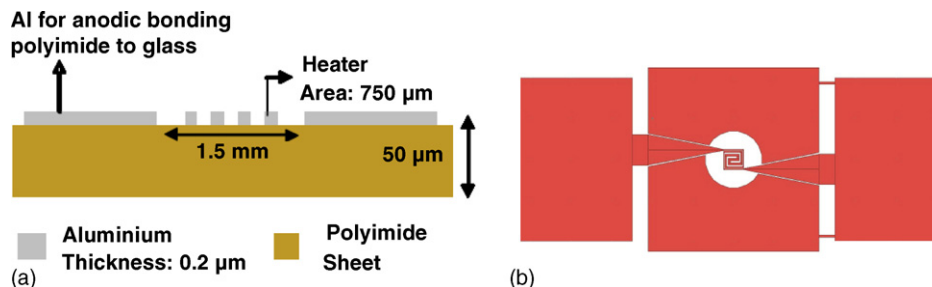 Al for anodic bonding
polyimide to glass
Heater
Area: 750 μm
1.5 mm
50 μm
Aluminium
Thickness: 0.2 μm
Polyimide
Sheet
(a)
(b)